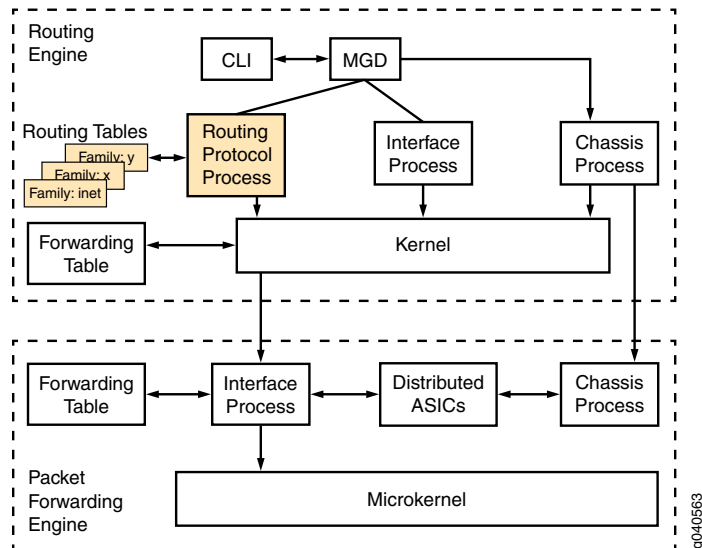 Routing
Engine
CLI
MGD
Routing Tables
Family: y
Family: x
Family: inet
Routing
Protocol
Process
Interface
Process
Chassis
Process
Forwarding
Table
Kernel
Forwarding
Table
Interface
Process
Distributed
ASICs
Chassis
Process
Packet
Forwarding
Engine
Microkernel
g040563